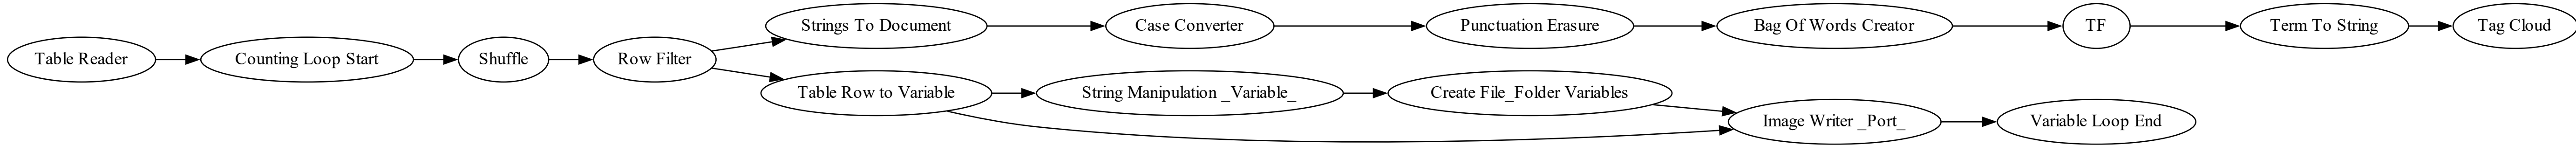 Table Reader
Counting Loop Start
Shuffle
Row Filter
Strings To Document
Case Converter
Punctuation Erasure
Bag Of Words Creator
TF
Term To String
Tag Cloud
Table Row to Variable
String Manipulation _Variable_
Create File_Folder Variables
Image Writer _Port_
Variable Loop End